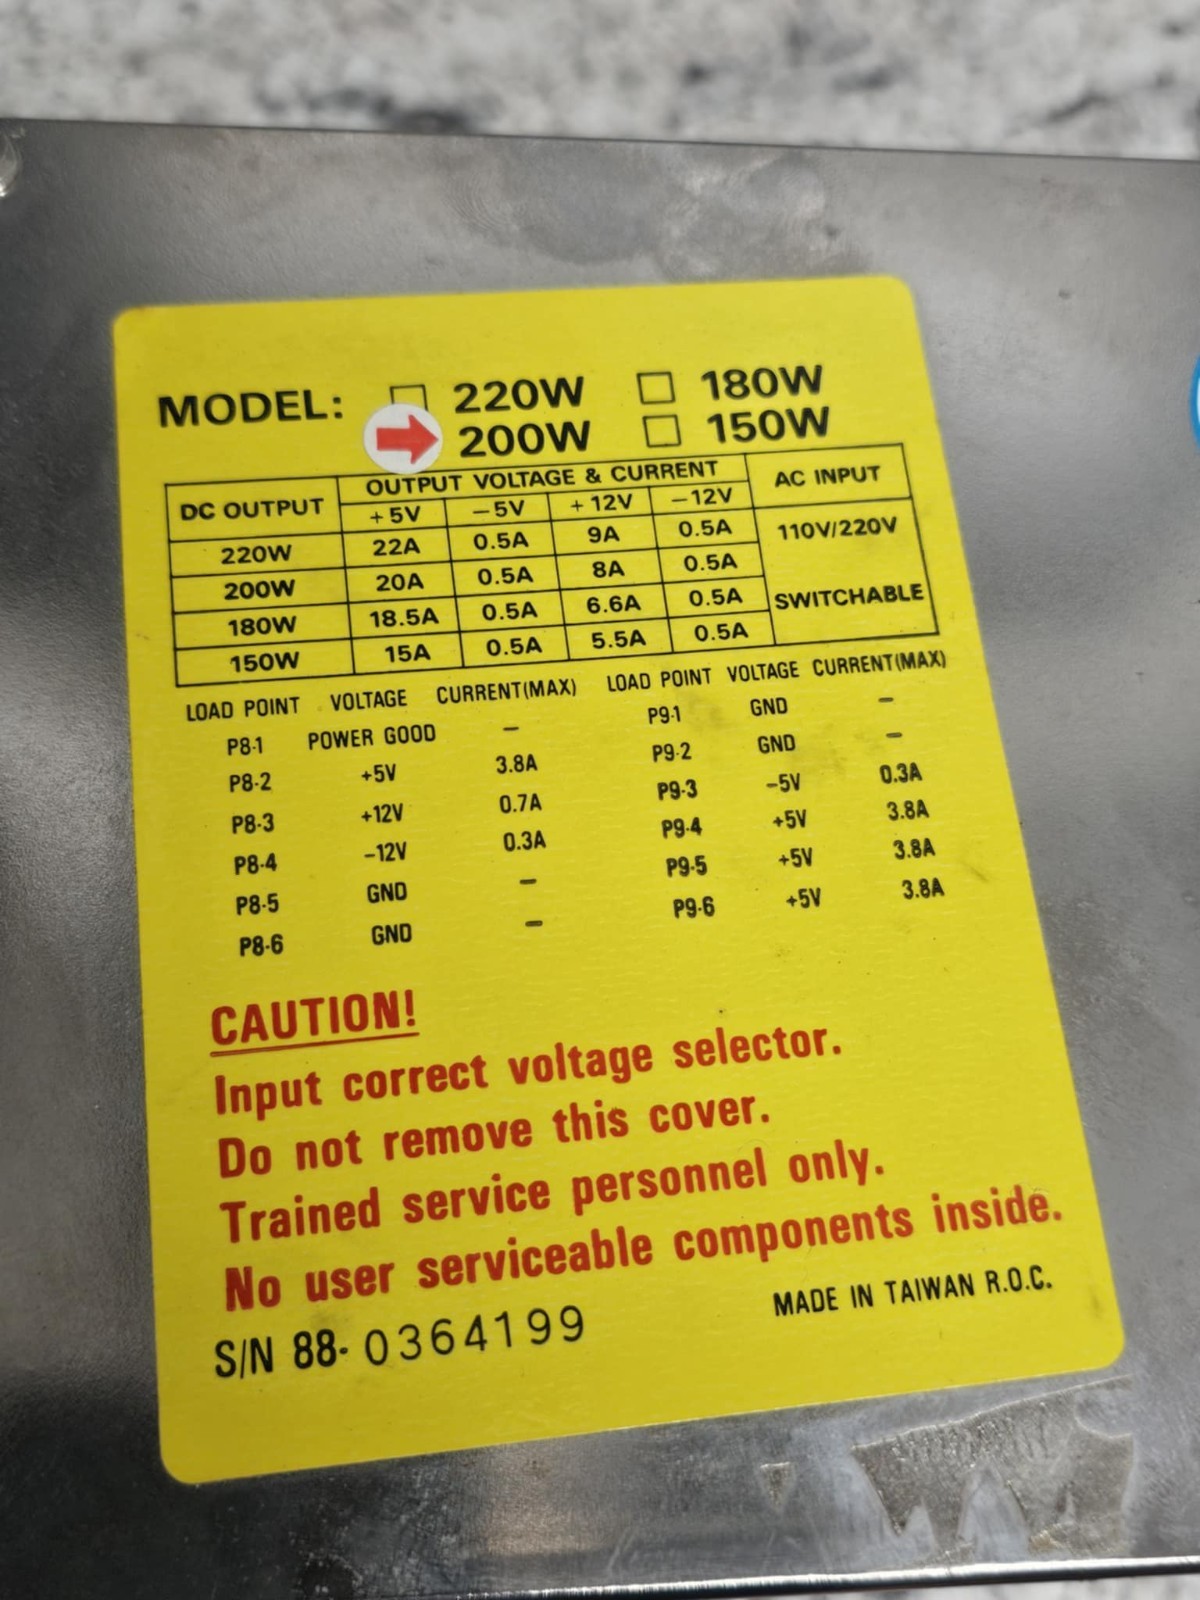 MODEL: 220W 180W
200W 150W
DC OUTPUT OUTPUT VOLTAGE & CURRENT AC INPUT
+5V −5V +12V −12V
220W 22A 0.5A 9A 0.5A 110V/220V
200W 20A 0.5A 8A 0.5A
180W 18.5A 0.5A 6.6A 0.5A SWITCHABLE
150W 15A 0.5A 5.5A 0.5A
LOAD POINT VOLTAGE CURRENT(MAX) LOAD POINT VOLTAGE CURRENT(MAX)
P8-1 POWER GOOD – P9-1 GND –
P8-2 +5V 3.8A P9-2 GND –
P8-3 +12V 0.7A P9-3 −5V 0.3A
P8-4 −12V 0.3A P9-4 +5V 3.8A
P8-5 GND – P9-5 +5V 3.8A
P8-6 GND – P9-6 +5V 3.8A
CAUTION!
Input correct voltage selector.
Do not remove this cover.
Trained service personnel only.
No user serviceable components inside.
S/N 88-0364199 MADE IN TAIWAN R.O.C.